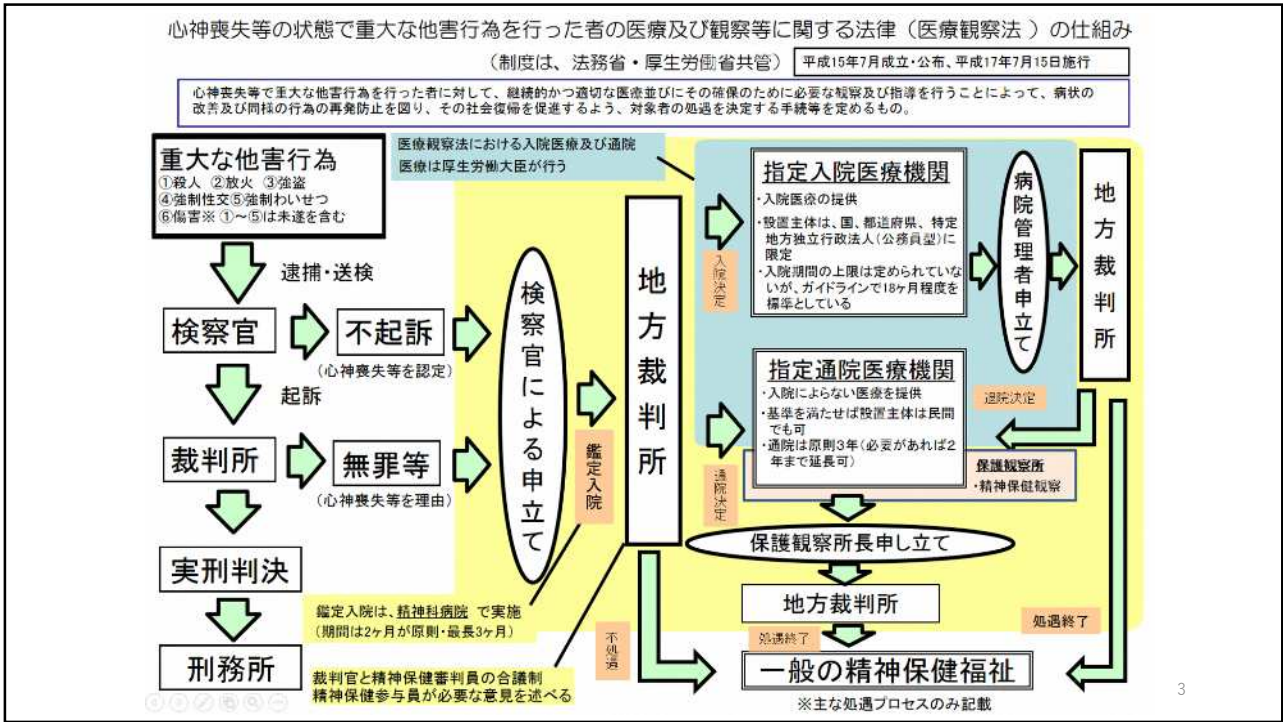 心神喪失等の状態で重大な他害行為を行った者の医療及び観察等に関する法律（医療観察法 ）の仕組み
（制度は、法務省・厚生労働省共管）
平成15年7月成立・公布、平成17年7月15日施行
心神喪失等で重大な他害行為を行った者に対して、継続的かつ適切な医療並びにその確保のために必要な観察及び指導を行うことによって、病状の
改善及び同様の行為の再発防止を図り、その社会復帰を促進するよう、対象者の処遇を決定する手続等を定めるもの。
重大な他害行為
①殺人 ②放火 ③強盗
④強制性交⑤強制わいせつ
⑥傷害※ ①～⑤は未遂を含む
逮捕・送検
検察官
不起訴
（心神喪失等を認定）
起訴
裁判所
無罪等
（心神喪失等を理由）
実刑判決
刑務所
検察官による申立て
鑑定入院
鑑定入院は、精神科病院 で実施
（期間は2ヶ月が原則・最長3ヶ月）
地方裁判所
裁判官と精神保健審判員の合議制
精神保健参与員が必要な意見を述べる
医療観察法における入院医療及び通院
医療は厚生労働大臣が行う
入院決定
指定入院医療機関
・入院医療の提供
・設置主体は、国、都道府県、特定
地方独立行政法人（公務員型）に
限定
・入院期間の上限は定められていな
いが、ガイドラインで18ヶ月程度を
標準としている
病院管理者申立て
地方裁判所
退院決定
通院決定
指定通院医療機関
・入院によらない医療を提供
・基準を満たせば設置主体は民間
でも可
・通院は原則3年（必要があれば2
年まで延長可）
保護観察所
・精神保健観察
保護観察所長申し立て
地方裁判所
処遇終了
処遇終了
不処遇
一般の精神保健福祉
※主な処遇プロセスのみ記載
3